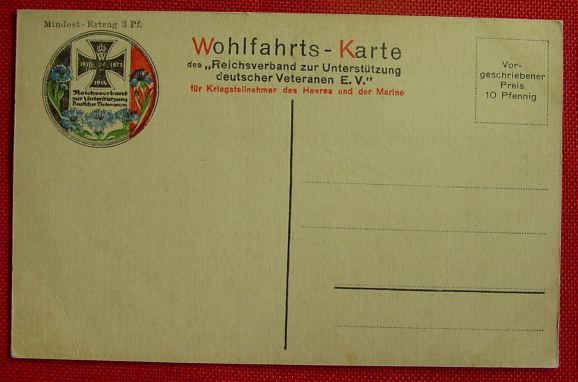 Mindest-Ertrag 3 Pf.
W
1870 1871
1914
Reichsverband
zur Unterstützung
Deutscher Veteranen
Wohlfahrts-Karte
des „Reichsverband zur Unterstützung
deutscher Veteranen E.V.“
für Kriegsteilnehmer des Heeres und der Marine
Vor-
geschriebener
Preis
10 Pfennig